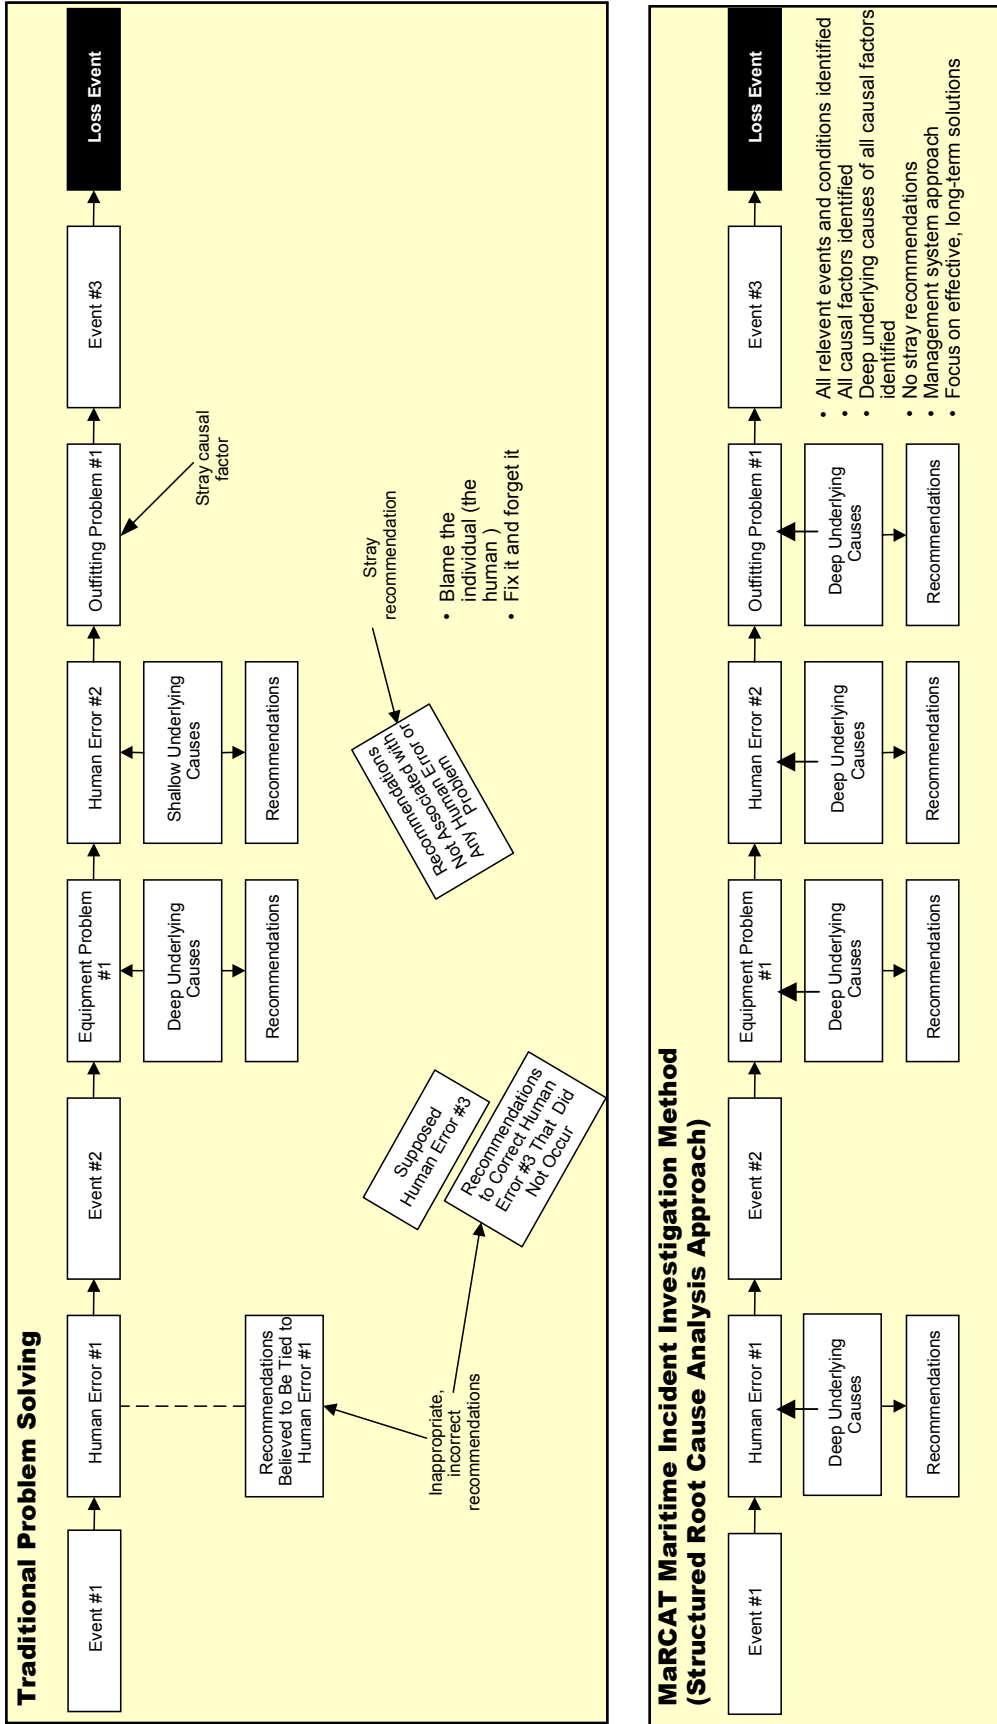 Traditional Problem Solving
Event #1
Human Error #1
Event #2
Equipment Problem
#1
Human Error #2
Outfitting Problem #1
Event #3
Loss Event
Deep Underlying
Causes
Shallow Underlying
Causes
Stray causal
factor
Recommendations
Believed to Be Tied to
Human Error #1
Recommendations
Recommendations
Inappropriate,
incorrect
recommendations
Supposed
Human Error #3
Recommendations
to Correct Human
Error #3 That Did
Not Occur
Recommendations
Not Associated with
Any Human Error or
Problem
Stray
recommendation
• Blame the
individual (the
human )
• Fix it and forget it
MaRCAT Maritime Incident Investigation Method
(Structured Root Cause Analysis Approach)
Event #1
Human Error #1
Event #2
Equipment Problem
#1
Human Error #2
Outfitting Problem #1
Event #3
Loss Event
Deep Underlying
Causes
Deep Underlying
Causes
Deep Underlying
Causes
Deep Underlying
Causes
Recommendations
Recommendations
Recommendations
Recommendations
• All relevent events and conditions identified
• All causal factors identified
• Deep underlying causes of all causal factors
identified
• No stray recommendations
• Management system approach
• Focus on effective, long-term solutions